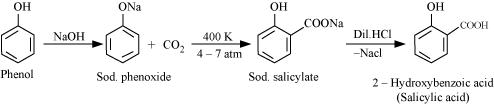 OH
NaOH
Phenol
ONa
+ CO2
Sod. phenoxide
400 K
4 – 7 atm
OH
COONa
Sod. salicylate
Dil.HCl
–Nacl
OH
COOH
2 – Hydroxybenzoic acid
(Salicylic acid)